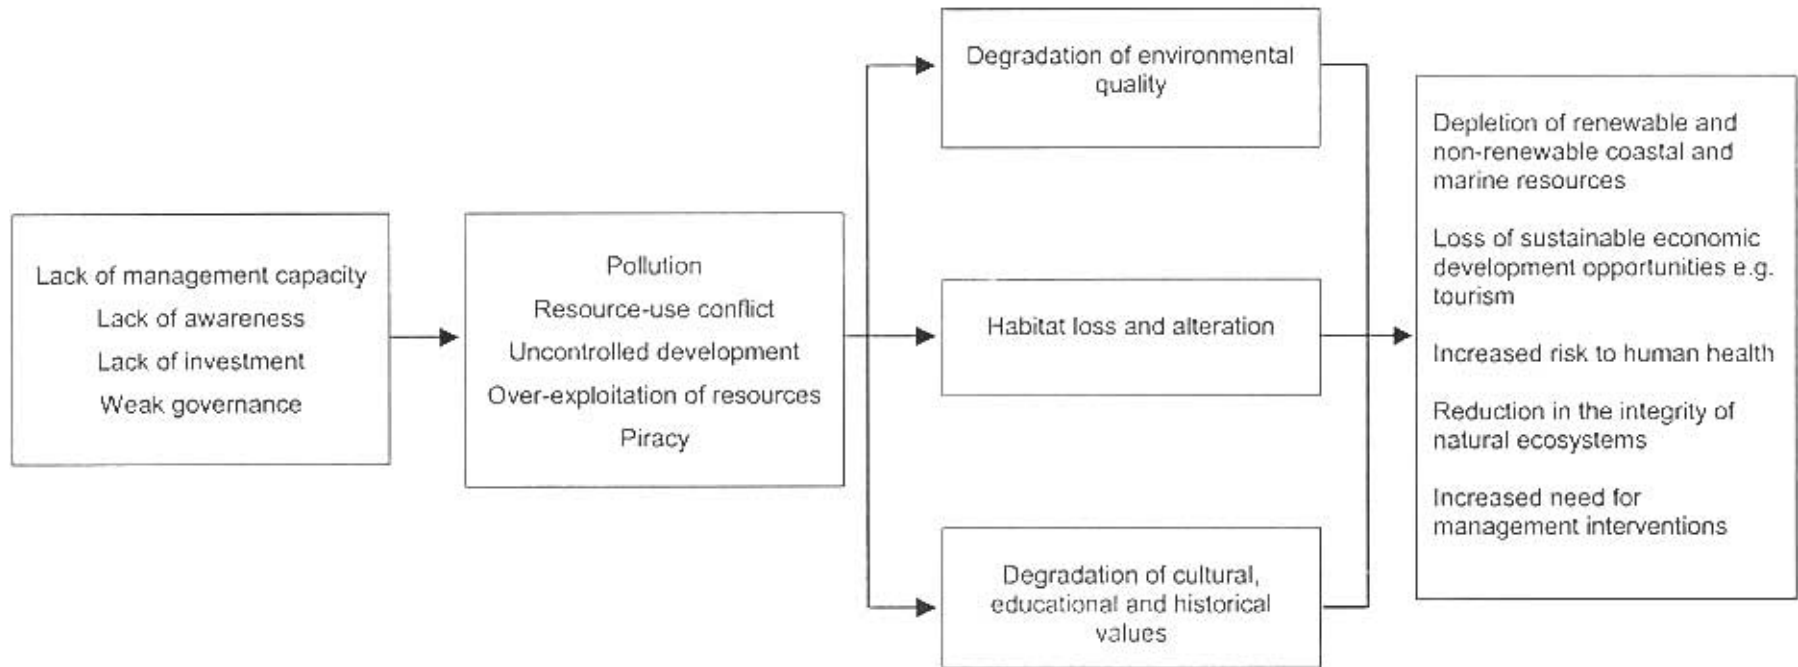 Lack of management capacity
Lack of awareness
Lack of investment
Weak governance
Pollution
Resource-use conflict
Uncontrolled development
Over-exploitation of resources
Piracy
Degradation of environmental
quality
Habitat loss and alteration
Degradation of cultural,
educational and historical
values
Depletion of renewable and
non-renewable coastal and
marine resources
Loss of sustainable economic
development opportunities e.g.
tourism
Increased risk to human health
Reduction in the integrity of
natural ecosystems
Increased need for
management interventions